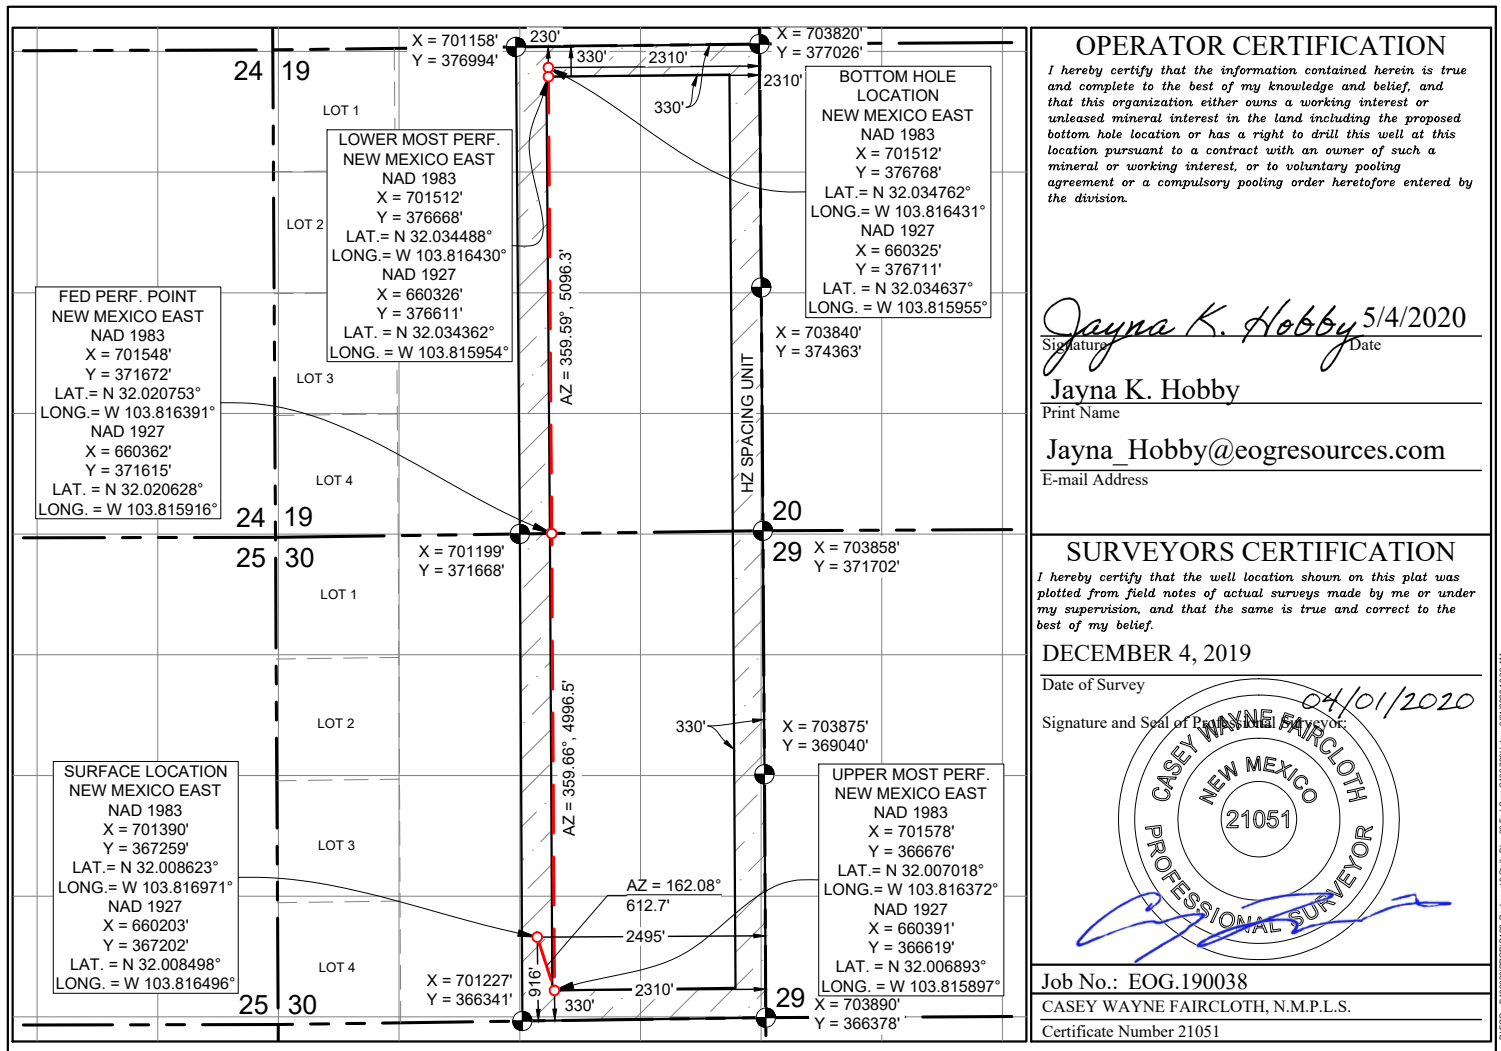 X = 701158'
Y = 376994'
230'
330'
2310'
X = 703820'
Y = 377026'
24
19
LOT 1
LOT 2
LOT 3
LOT 4
330'
2310'
BOTTOM HOLE
LOCATION
NEW MEXICO EAST
NAD 1983
X = 701512'
Y = 376768'
LAT.= N 32.034762°
LONG.= W 103.816431°
NAD 1927
X = 660325'
Y = 376711'
LAT. = N 32.034637°
LONG. = W 103.815955°
LOWER MOST PERF.
NEW MEXICO EAST
NAD 1983
X = 701512'
Y = 376668'
LAT.= N 32.034488°
LONG.= W 103.816430°
NAD 1927
X = 660326'
Y = 376611'
LAT. = N 32.034362°
LONG. = W 103.815954°
AZ = 359.59°, 5096.3'
X = 703840'
Y = 374363'
HZ SPACING UNIT
FED PERF. POINT
NEW MEXICO EAST
NAD 1983
X = 701548'
Y = 371672'
LAT.= N 32.020753°
LONG.= W 103.816391°
NAD 1927
X = 660362'
Y = 371615'
LAT. = N 32.020628°
LONG. = W 103.815916°
24
19
25
30
X = 701199'
Y = 371668'
20
29
X = 703858'
Y = 371702'
LOT 1
LOT 2
LOT 3
LOT 4
AZ = 359.66°, 4996.5'
330'
X = 703875'
Y = 369040'
SURFACE LOCATION
NEW MEXICO EAST
NAD 1983
X = 701390'
Y = 367259'
LAT.= N 32.008623°
LONG.= W 103.816971°
NAD 1927
X = 660203'
Y = 367202'
LAT. = N 32.008498°
LONG. = W 103.816496°
UPPER MOST PERF.
NEW MEXICO EAST
NAD 1983
X = 701578'
Y = 366676'
LAT.= N 32.007018°
LONG.= W 103.816372°
NAD 1927
X = 660391'
Y = 366619'
LAT. = N 32.006893°
LONG. = W 103.815897°
AZ = 162.08°
612.7'
2495'
916'
2310'
330'
X = 701227'
Y = 366341'
25
30
29
X = 703890'
Y = 366378'
OPERATOR CERTIFICATION
I hereby certify that the information contained herein is true
and complete to the best of my knowledge and belief, and
that this organization either owns a working interest or
unleased mineral interest in the land including the proposed
bottom hole location or has a right to drill this well at this
location pursuant to a contract with an owner of such a
mineral or working interest, or to voluntary pooling
agreement or a compulsory pooling order heretofore entered by
the division.
Jayna K. Hobby 5/4/2020
Signature Date
Jayna K. Hobby
Print Name
Jayna_Hobby@eogresources.com
E-mail Address
SURVEYORS CERTIFICATION
I hereby certify that the well location shown on this plat was
plotted from field notes of actual surveys made by me or under
my supervision, and that the same is true and correct to the
best of my belief.
DECEMBER 4, 2019
Date of Survey
04/01/2020
Signature and Seal of Professional Surveyor:
CASEY WAYNE FAIRCLOTH
NEW MEXICO
21051
PROFESSIONAL SURVEYOR
Job No.: EOG.190038
CASEY WAYNE FAIRCLOTH, N.M.P.L.S.
Certificate Number 21051